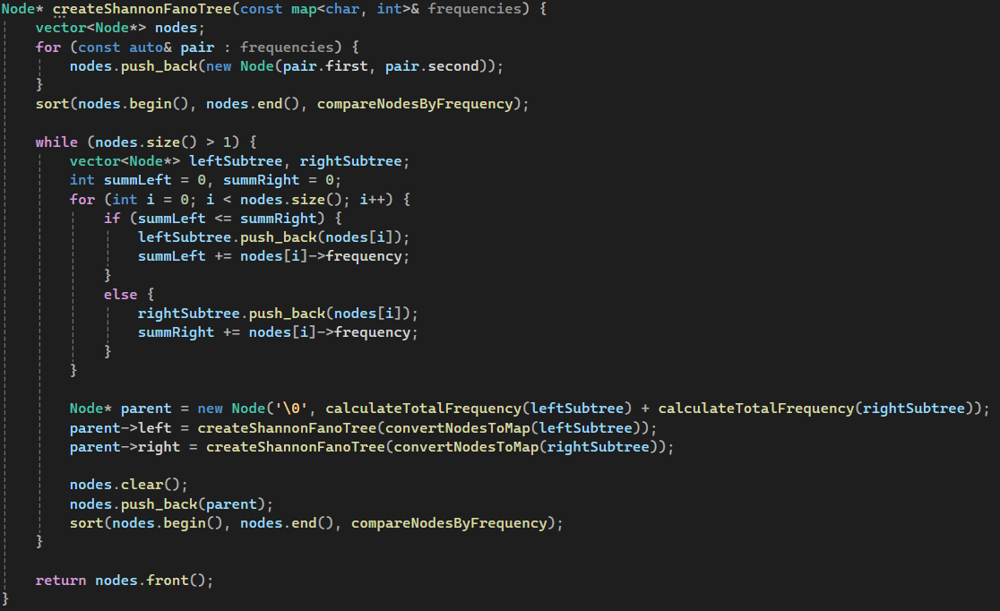 Node* createShannonFanoTree(const map<char, int>& frequencies) {
    vector<Node*> nodes;
    for (const auto& pair : frequencies) {
        nodes.push_back(new Node(pair.first, pair.second));
    }
    sort(nodes.begin(), nodes.end(), compareNodesByFrequency);

    while (nodes.size() > 1) {
        vector<Node*> leftSubtree, rightSubtree;
        int summLeft = 0, summRight = 0;
        for (int i = 0; i < nodes.size(); i++) {
            if (summLeft <= summRight) {
                leftSubtree.push_back(nodes[i]);
                summLeft += nodes[i]->frequency;
            }
            else {
                rightSubtree.push_back(nodes[i]);
                summRight += nodes[i]->frequency;
            }
        }

        Node* parent = new Node('\0', calculateTotalFrequency(leftSubtree) + calculateTotalFrequency(rightSubtree));
        parent->left = createShannonFanoTree(convertNodesToMap(leftSubtree));
        parent->right = createShannonFanoTree(convertNodesToMap(rightSubtree));

        nodes.clear();
        nodes.push_back(parent);
        sort(nodes.begin(), nodes.end(), compareNodesByFrequency);
    }

    return nodes.front();
}